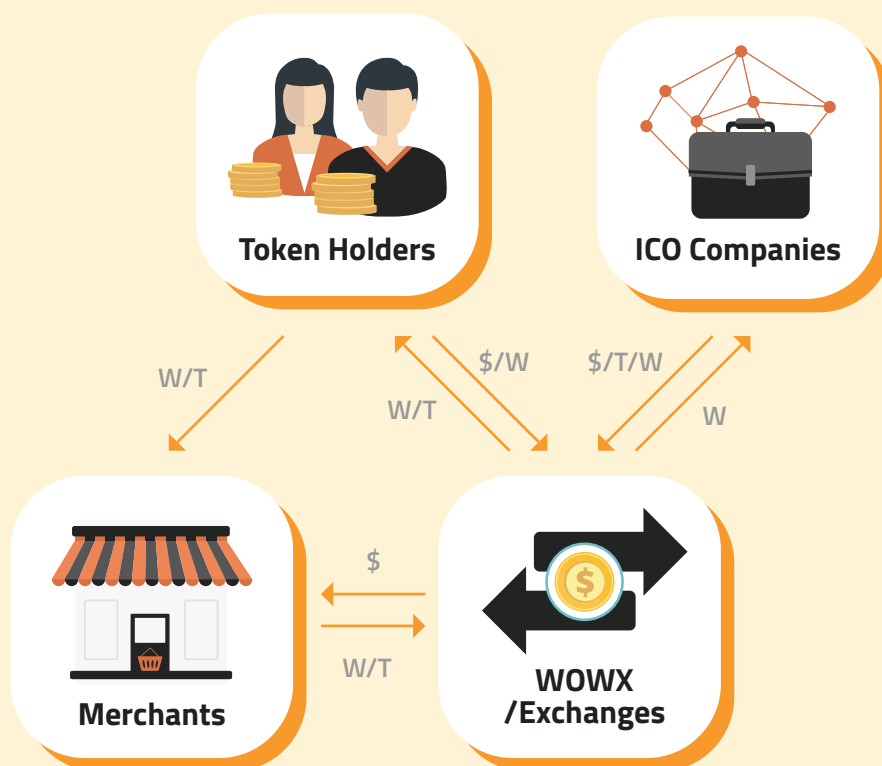 Token Holders
ICO Companies
W/T
$/W
W/T
$/T/W
W
$
W/T
$
Merchants
WOWX
/Exchanges